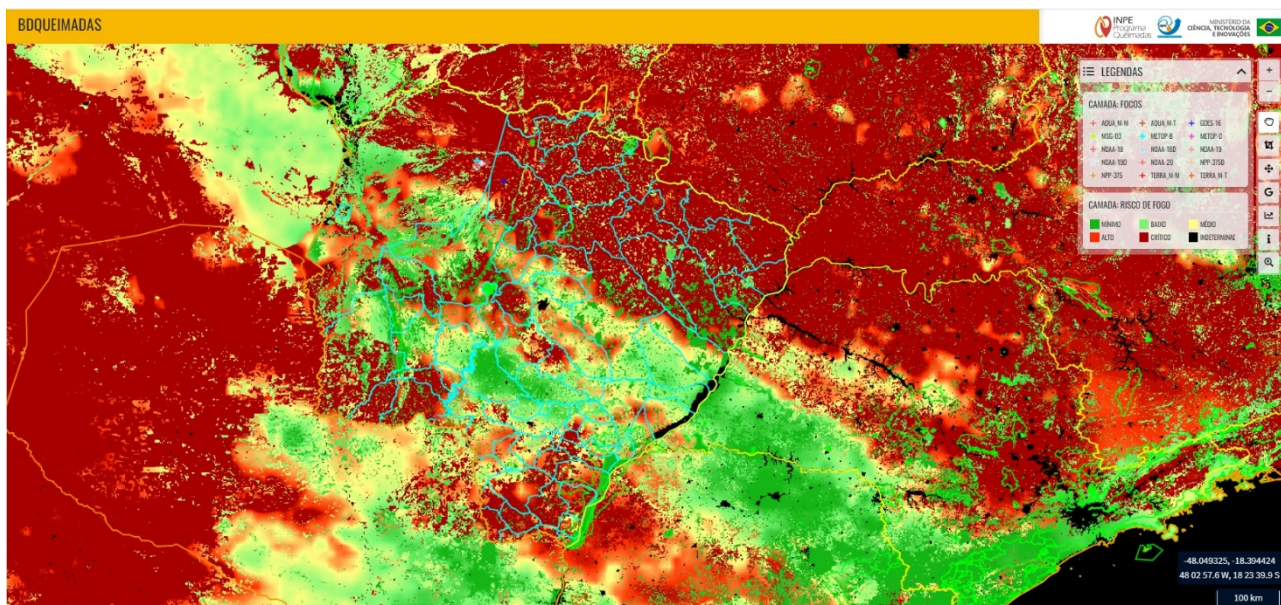 BDQUEIMADAS
INPE
Programa
Queimadas
MINISTÉRIO DA
CIÊNCIA, TECNOLOGIA
E INOVAÇÕES
LEGENDAS
CAMADA: FOCOS
AQUA_M-N AQUA_M-T GOES-16
MSG-03 METOP-B METOP-C
NOAA-18 NOAA-18D NOAA-19
NOAA-19D NOAA-20 NPP-375D
NPP-375 TERRA_M-N TERRA_M-T
CAMADA: RISCO DE FOGO
MÍNIMO BAIXO MÉDIO
ALTO CRÍTICO INDETERMINAD
-48.049325, -18.394424
48 02 57.6 W, 18 23 39.9 S
100 km